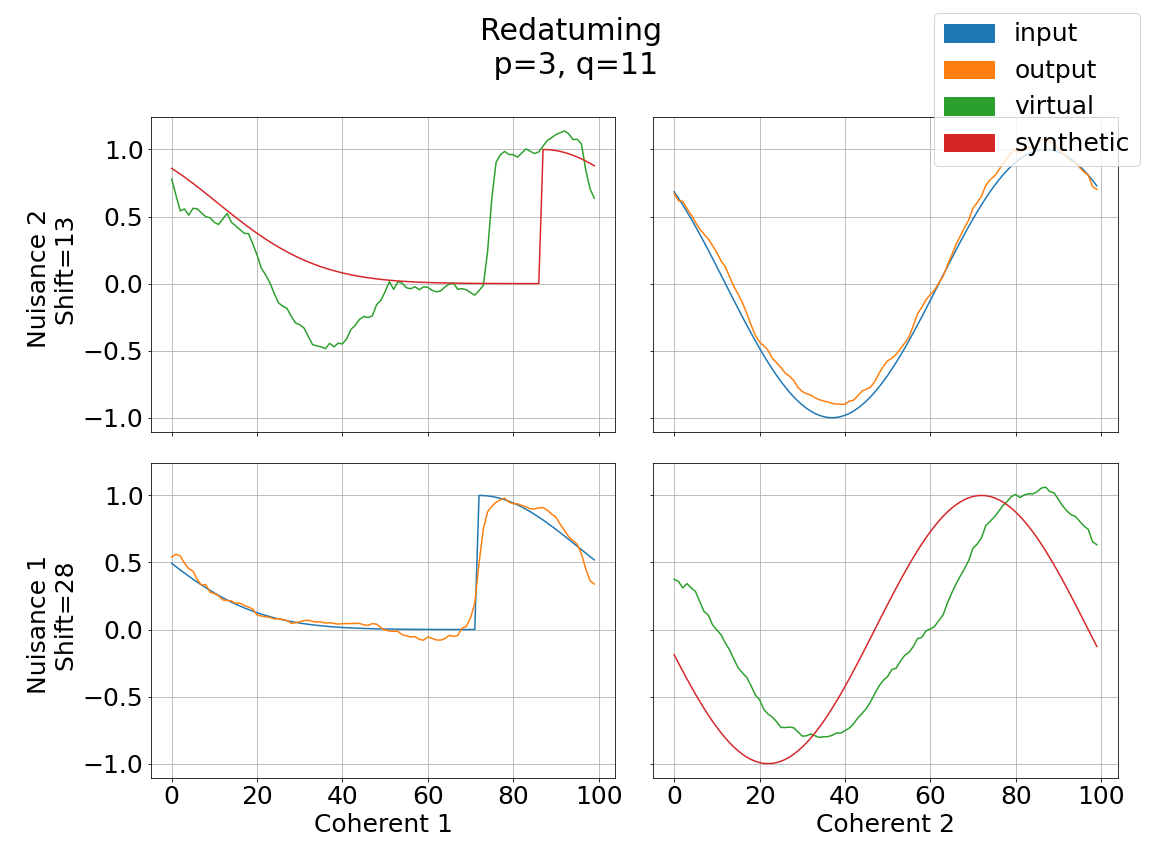 Redatuming
p=3, q=11
input
output
virtual
synthetic
Nuisance 2
Shift=13
1.0
0.5
0.0
−0.5
−1.0
Nuisance 1
Shift=28
1.0
0.5
0.0
−0.5
−1.0
0 20 40 60 80 100
0 20 40 60 80 100
Coherent 1
Coherent 2